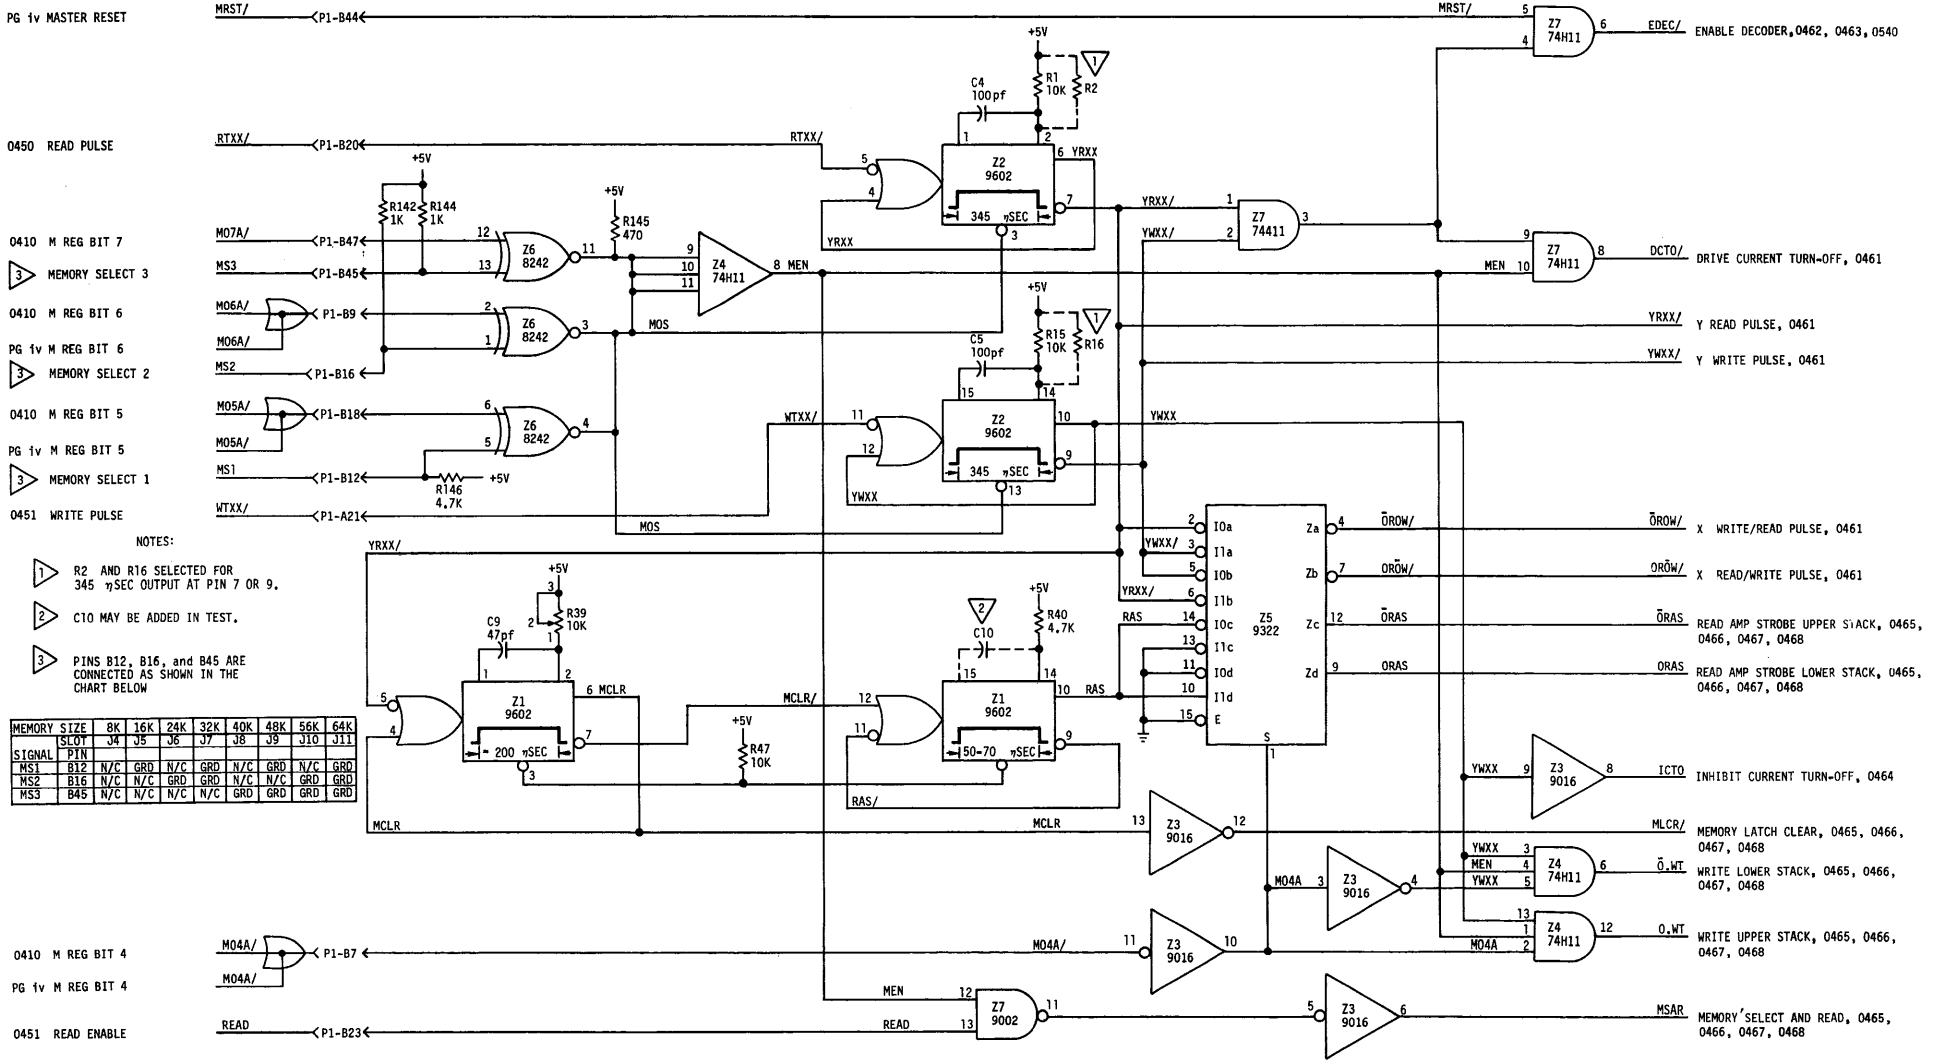 PG iv MASTER RESET MRST/ P1-B44 MRST/ 5 Z7 74H11 4 6 EDEC/ ENABLE DECODER,0462, 0463, 0540
+5V
C4 100pf R1 10K R2 1
0450 READ PULSE RTXX/ P1-B20 RTXX/ 5 4 1 2
Z2 9602 345 ηSEC 6 YRXX 7 3
YRXX
+5V
R142 1K R144 1K
+5V
R145 470
0410 M REG BIT 7 MO7A/ P1-B47 12 Z6 8242 11
3 MEMORY SELECT 3 MS3 P1-B45 13
9 10 11 Z4 74H11 8 MEN
YRXX/ 1 YWXX/ 2 Z7 74411 3
9 MEN 10 Z7 74H11 8 DCTO/ DRIVE CURRENT TURN-OFF, 0461
0410 M REG BIT 6 MO6A/ P1-B9 2 Z6 8242 3 MOS
PG iv M REG BIT 6 MO6A/ 1
3 MEMORY SELECT 2 MS2 P1-B16
YRXX/ Y READ PULSE, 0461
YWXX/ Y WRITE PULSE, 0461
+5V
C5 100pf R15 10K R16 1
0410 M REG BIT 5 MO5A/ P1-B18 6 Z6 8242 4
PG iv M REG BIT 5 MO5A/ 5
3 MEMORY SELECT 1 MS1 P1-B12 R146 4.7K +5V
0451 WRITE PULSE WTXX/ P1-A21
WTXX/ 11 12 15 14 Z2 9602 345 ηSEC 10 YWXX 9 13
YWXX
MOS
NOTES:
1 R2 AND R16 SELECTED FOR
345 ηSEC OUTPUT AT PIN 7 OR 9.
2 C10 MAY BE ADDED IN TEST.
3 PINS B12, B16, and B45 ARE
CONNECTED AS SHOWN IN THE
CHART BELOW
MEMORY SIZE 8K 16K 24K 32K 40K 48K 56K 64K
SLOT J4 J5 J6 J7 J8 J9 J10 J11
SIGNAL PIN
MS1 B12 N/C GRD N/C GRD N/C GRD N/C GRD
MS2 B16 N/C N/C GRD GRD N/C N/C GRD GRD
MS3 B45 N/C N/C N/C N/C GRD GRD GRD GRD
YRXX/
+5V
3 2 1 R39 10K
C9 47pf
5 4 1 2 Z1 9602 ≈ 200 ηSEC 6 MCLR 7 3
MCLR/
+5V
R47 10K
2 C10
+5V
R40 4.7K
12 11 15 14 Z1 9602 50-70 ηSEC 10 RAS 9
RAS/
MCLR MCLR
2 I0a
YWXX/ 3 I1a
5 I0b
YRXX/ 6 I1b
RAS 14 I0c
13 I1c
11 I0d
10 I1d
15 E
Z5 9322
S 1
Za 4 ŌROW/ ŌROW/ X WRITE/READ PULSE, 0461
Zb 7 ORŌW/ ORŌW/ X READ/WRITE PULSE, 0461
Zc 12 ŌRAS ŌRAS READ AMP STROBE UPPER STACK, 0465,
0466, 0467, 0468
Zd 9 ORAS ORAS READ AMP STROBE LOWER STACK, 0465,
0466, 0467, 0468
YWXX 9 Z3 9016 8 ICTO INHIBIT CURRENT TURN-OFF, 0464
13 Z3 9016 12 MLCR/ MEMORY LATCH CLEAR, 0465, 0466,
0467, 0468
YWXX 3 MEN 4 YWXX 5 Z4 74H11 6 Ō.WT WRITE LOWER STACK, 0465, 0466,
0467, 0468
MO4A 3 Z3 9016 4
13 1 MO4A 2 Z4 74H11 12 O.WT WRITE UPPER STACK, 0465, 0466,
0467, 0468
0410 M REG BIT 4 MO4A/ P1-B7 MO4A/ 11 Z3 9016 10
PG iv M REG BIT 4 MO4A/
MEN 12 Z7 9002 11 5 Z3 9016 6 MSAR MEMORY SELECT AND READ, 0465,
0466, 0467, 0468
0451 READ ENABLE READ P1-B23 READ 13